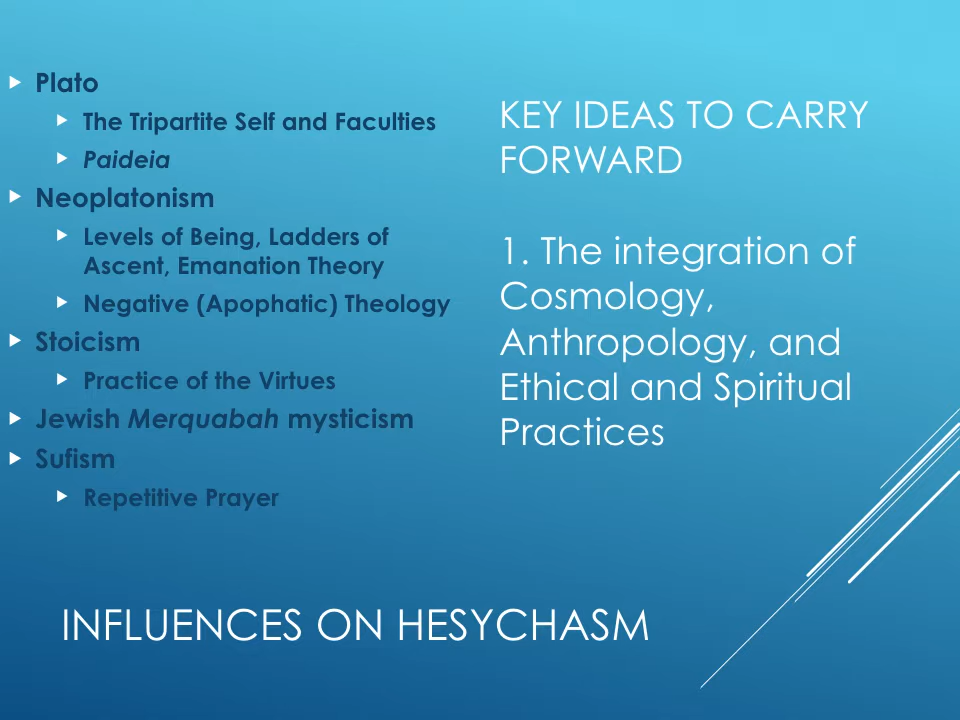 Plato
The Tripartite Self and Faculties
Paideia
Neoplatonism
Levels of Being, Ladders of
Ascent, Emanation Theory
Negative (Apophatic) Theology
Stoicism
Practice of the Virtues
Jewish Merquabah mysticism
Sufism
Repetitive Prayer
KEY IDEAS TO CARRY
FORWARD
1. The integration of
Cosmology,
Anthropology, and
Ethical and Spiritual
Practices
INFLUENCES ON HESYCHASM